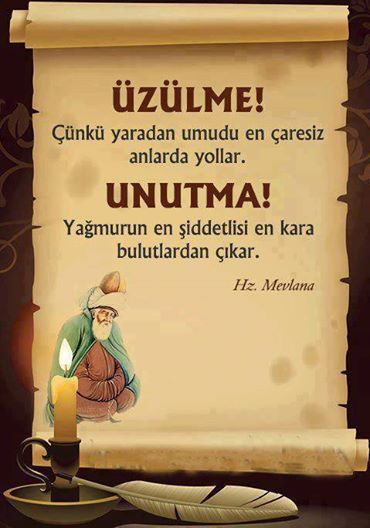 ÜZÜLME!
Çünkü yaradan umudu en çaresiz
anlarda yollar.
UNUTMA!
Yağmurun en şiddetlisi en kara
bulutlardan çıkar.
Hz. Mevlana